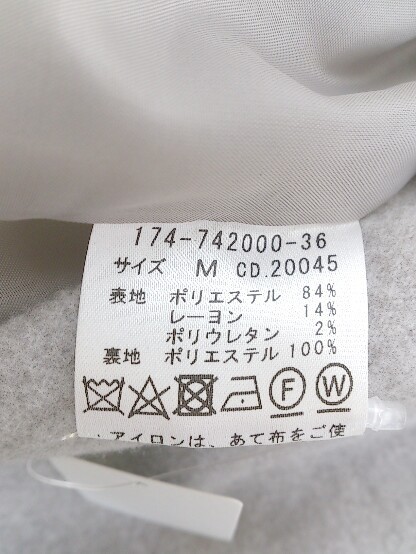 174-742000-36
サイズ M CD.20045
表地 ポリエステル 84%
レーヨン 14%
ポリウレタン 2%
裏地 ポリエステル 100%
F W
アイロンは、あて布をご使